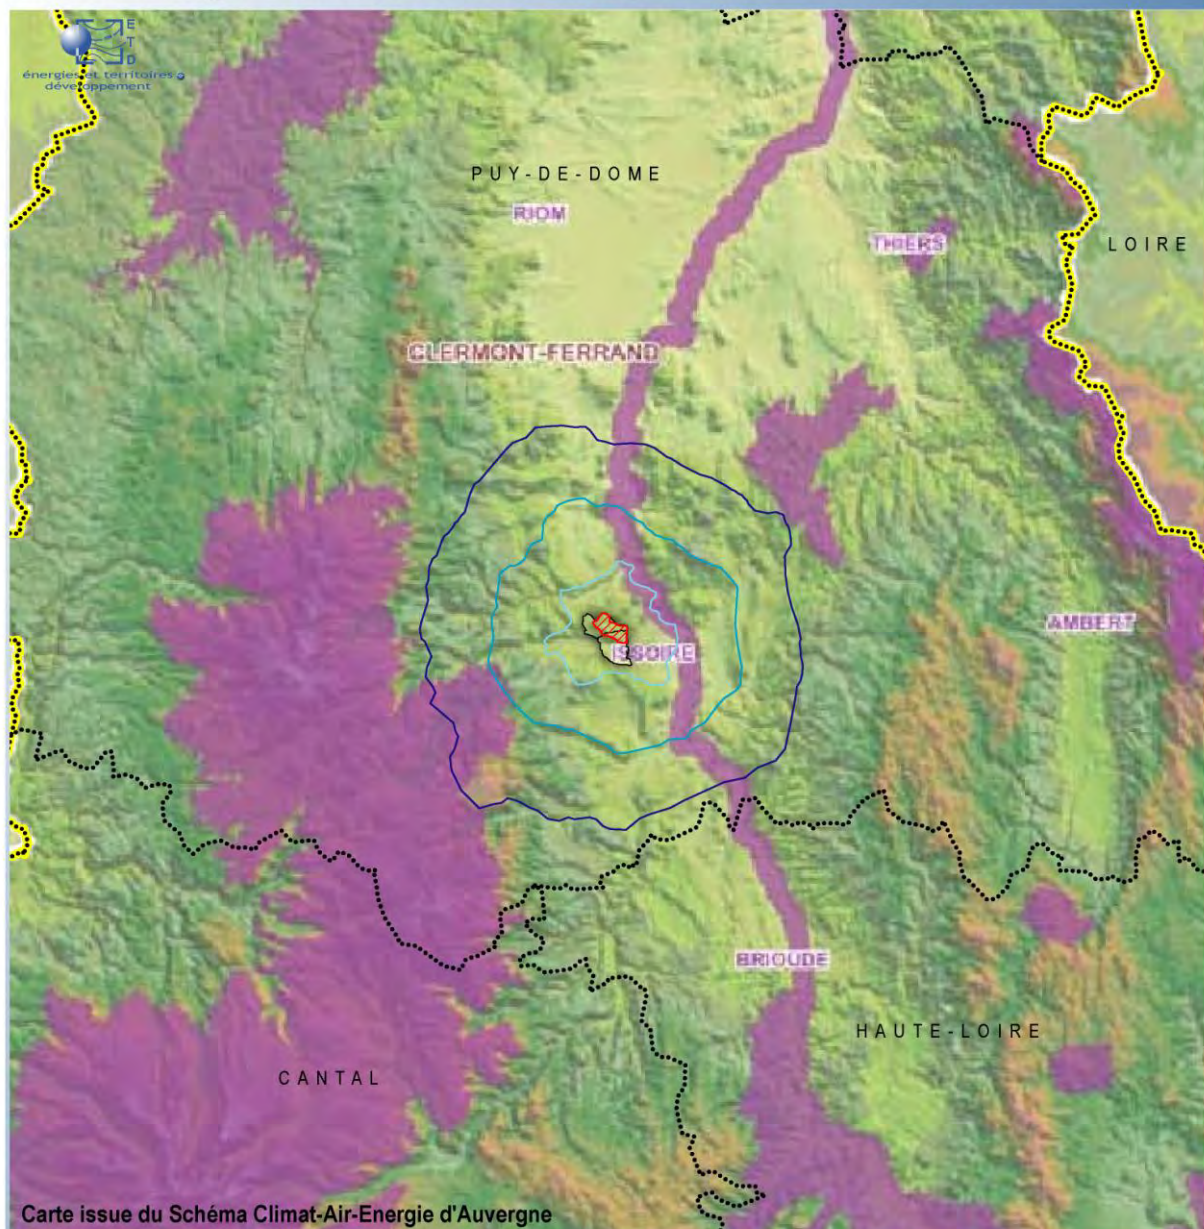 E
T
D
énergies et territoires
développement
PUY-DE-DOME
RIOM
THIERS
LOIRE
CLERMONT-FERRAND
AMBERT
ISSOIRE
BRIOUDE
HAUTE-LOIRE
CANTAL
Carte issue du Schéma Climat-Air-Energie d'Auvergne